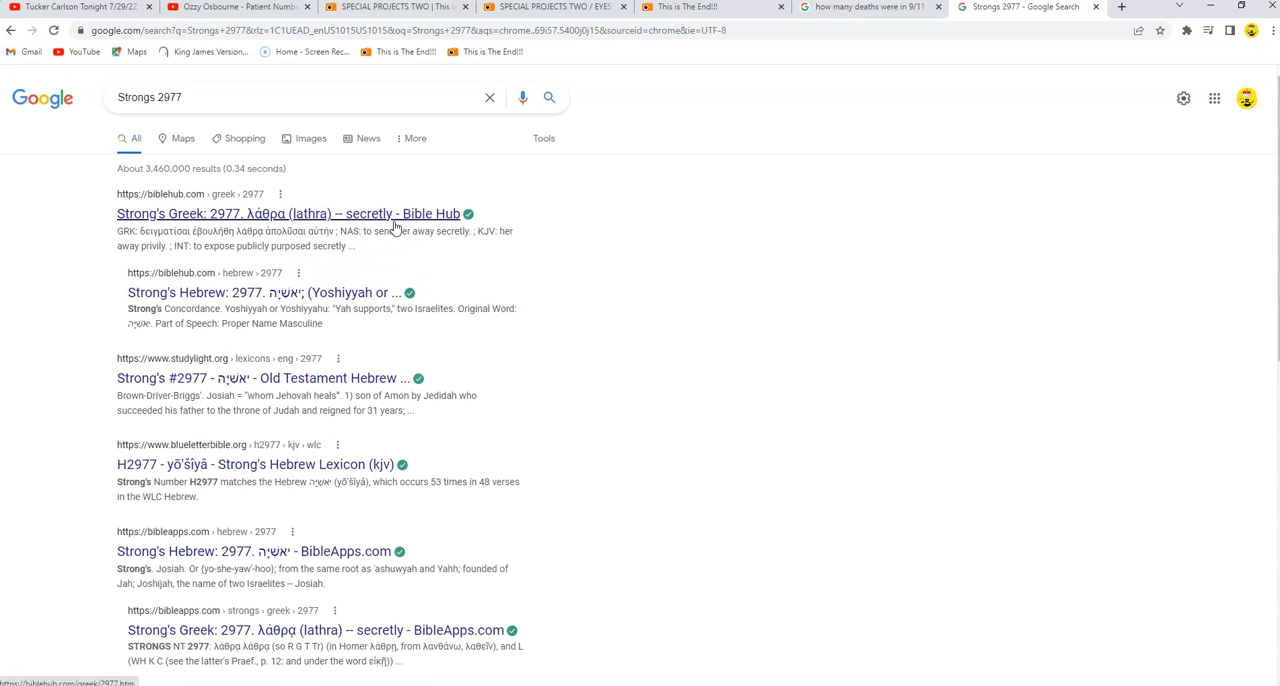 Tucker Carlson Tonight 7/29/22
Ozzy Osbourne - Patient Numb
SPECIAL PROJECTS TWO | This
SPECIAL PROJECTS TWO / EYES
This is The End!!!
how many deaths were in 9/11
Strongs 2977 - Google Search
google.com/search?q=Strongs+2977&rlz=1C1UEAD_enUS1015US1015&oq=Strongs+2977&aqs=chrome..69i57.5400j0j15&sourceid=chrome&ie=UTF-8
Gmail YouTube Maps King James Version... Home - Screen Rec... This is The End!!! This is The End!!!
Google
Strongs 2977
All Maps Shopping Images News More Tools
About 3,460,000 results (0.34 seconds)
https://biblehub.com › greek › 2977
Strong's Greek: 2977. λάθρα (lathra) -- secretly - Bible Hub
GRK: δειγματίσαι ἐβουλήθη λάθρᾳ ἀπολῦσαι αὐτήν ; NAS: to send her away secretly. ; KJV: her
away privily. ; INT: to expose publicly purposed secretly ...
https://biblehub.com › hebrew › 2977
Strong's Hebrew: 2977. יֹאשִׁיָּה; (Yoshiyyah or ...
Strong's Concordance. Yoshiyyah or Yoshiyyahu: "Yah supports," two Israelites. Original Word:
יֹאשִׁיָּה. Part of Speech: Proper Name Masculine
https://www.studylight.org › lexicons › eng › 2977
Strong's #2977 - יֹאשִׁיָּה - Old Testament Hebrew ...
Brown-Driver-Briggs'. Josiah = "whom Jehovah heals". 1) son of Amon by Jedidah who
succeeded his father to the throne of Judah and reigned for 31 years; ...
https://www.blueletterbible.org › h2977 › kjv › wlc
H2977 - yō'šîyâ - Strong's Hebrew Lexicon (kjv)
Strong's Number H2977 matches the Hebrew יֹאשִׁיָּה (yō'šîyâ), which occurs 53 times in 48 verses
in the WLC Hebrew.
https://bibleapps.com › hebrew › 2977
Strong's Hebrew: 2977. יֹאשִׁיָּה - BibleApps.com
Strong's. Josiah. Or {yo-she-yaw'-hoo}; from the same root as 'ashuwyah and Yahh; founded of
Jah; Joshijah, the name of two Israelites -- Josiah.
https://bibleapps.com › strongs › greek › 2977
Strong's Greek: 2977. λάθρᾳ (lathra) -- secretly - BibleApps.com
STRONGS NT 2977: λάθρα λάθρα (so R G T Tr) (in Homer λάθρη, from λανθάνω, λαθεῖν), and L
(WH K C (see the latter's Praef., p. 12: and under the word εἰκῆ)) ...
https://biblehub.com/greek/2977.htm